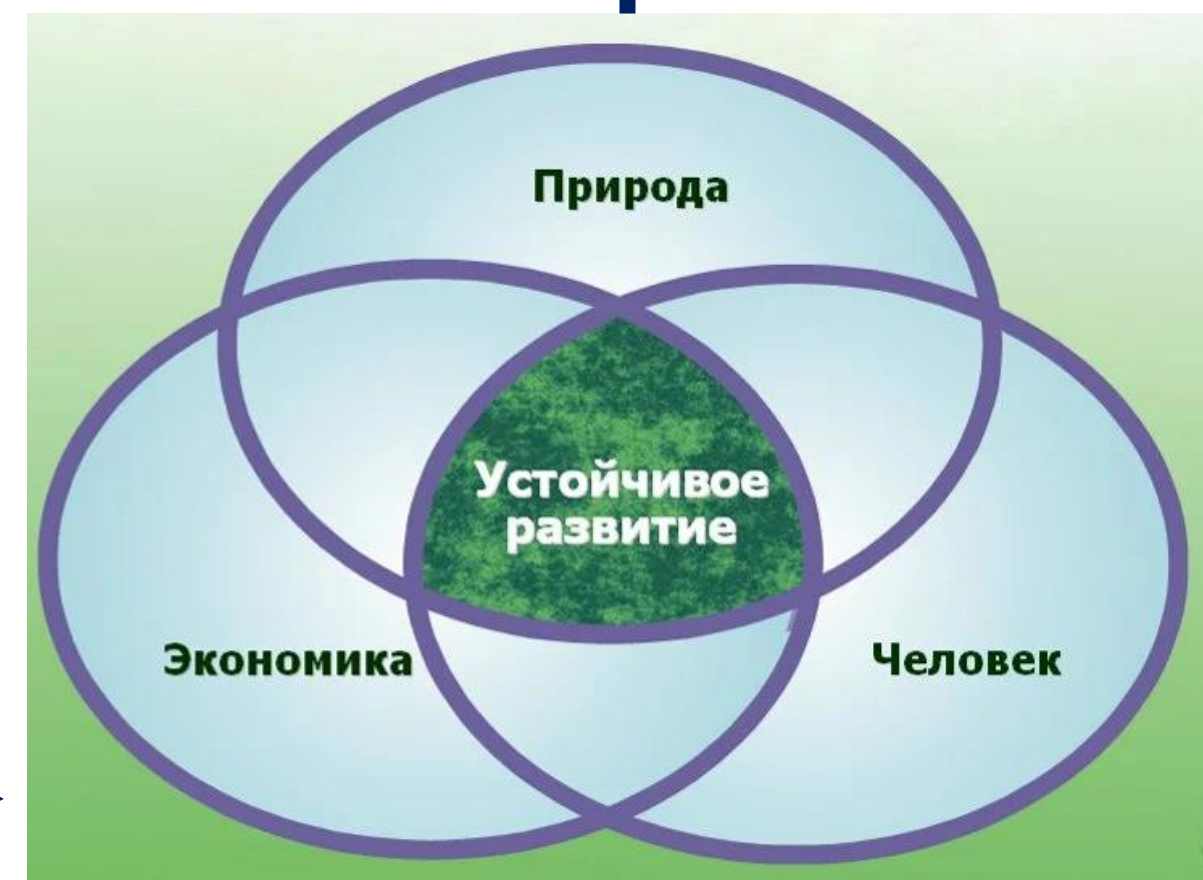 Природа
Устойчивое
развитие
Экономика
Человек